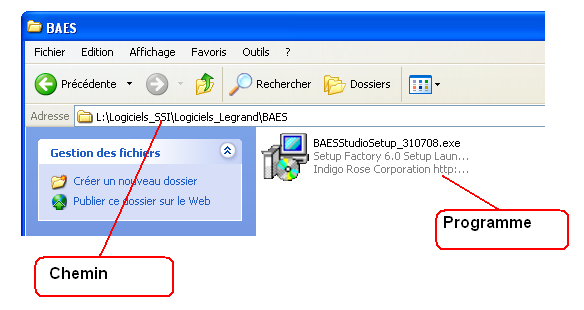 BAES
Fichier Edition Affichage Favoris Outils ?
Précédente Rechercher Dossiers
Adresse L:\Logiciels_SSI\Logiciels_Legrand\BAES
Gestion des fichiers
Créer un nouveau dossier
Publier ce dossier sur le Web
BAESStudioSetup_310708.exe
Setup Factory 6.0 Setup Laun...
Indigo Rose Corporation http:...
Programme
Chemin